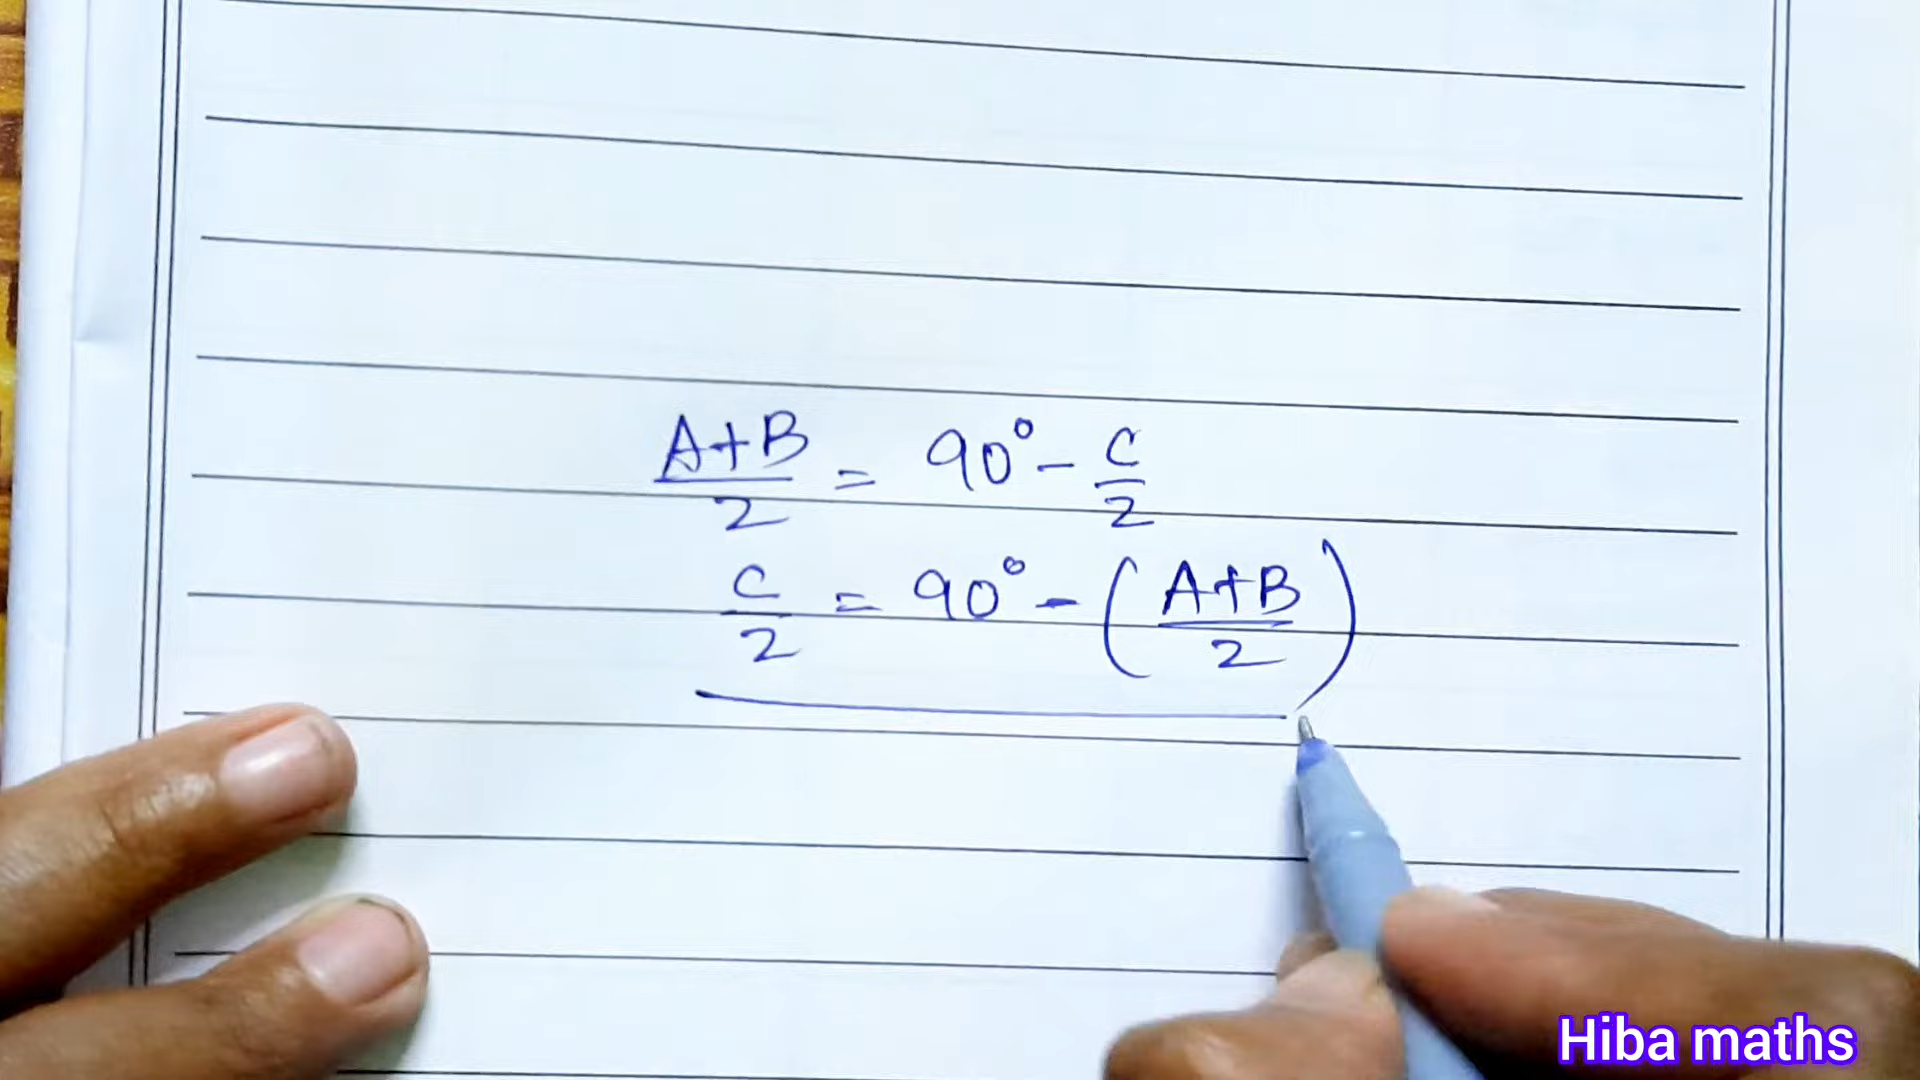 A+B/2 = 90° - C/2
C/2 = 90° - (A+B/2)
Hiba maths